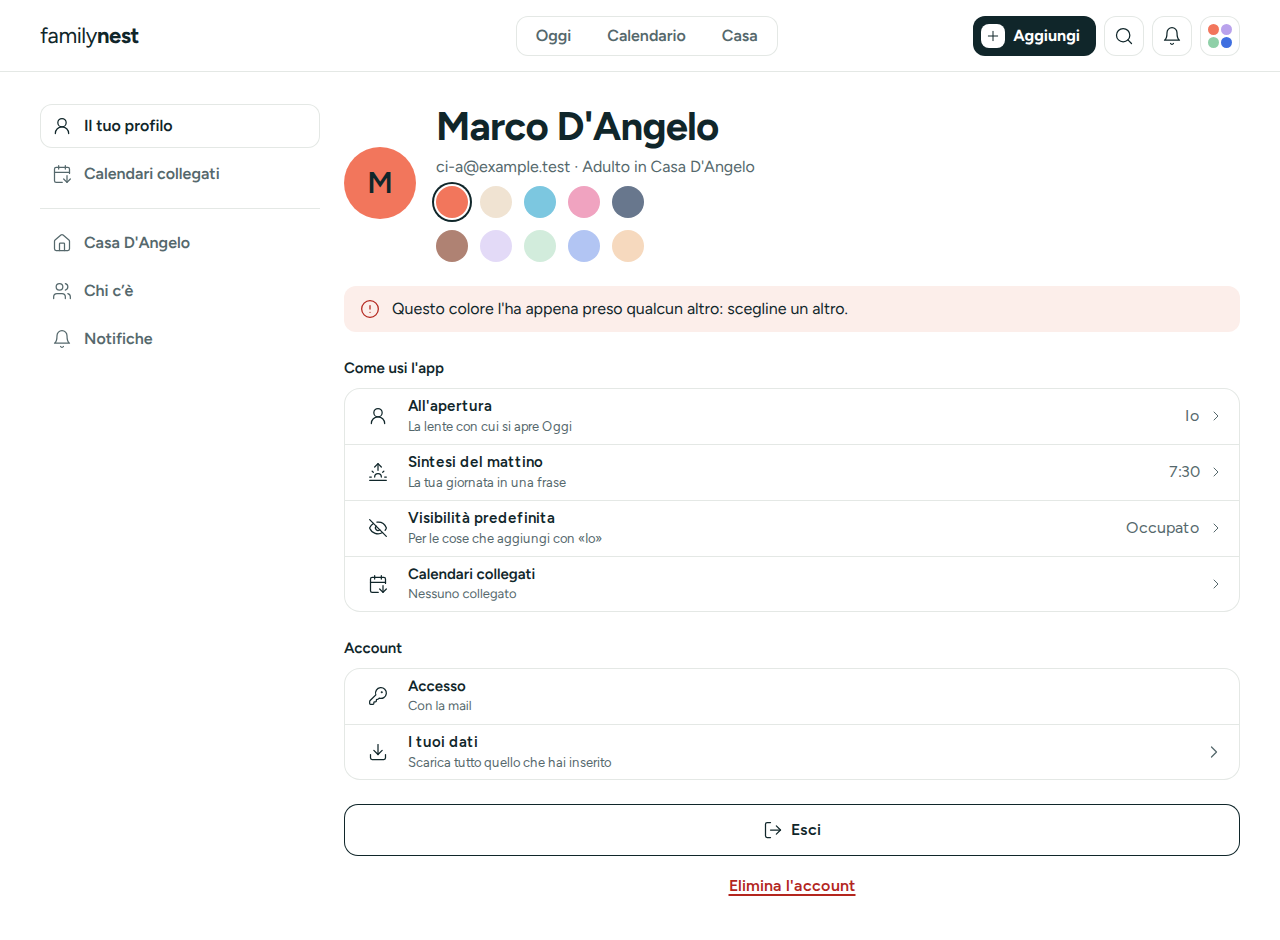 familynest
Oggi
Calendario
Casa
Aggiungi
Il tuo profilo
Calendari collegati
Casa D'Angelo
Chi c’è
Notifiche
Marco D'Angelo
ci-a@example.test · Adulto in Casa D'Angelo
M
Questo colore l'ha appena preso qualcun altro: scegline un altro.
Come usi l'app
All'apertura
La lente con cui si apre Oggi
Io
Sintesi del mattino
La tua giornata in una frase
7:30
Visibilità predefinita
Per le cose che aggiungi con «Io»
Occupato
Calendari collegati
Nessuno collegato
Account
Accesso
Con la mail
I tuoi dati
Scarica tutto quello che hai inserito
Esci
Elimina l'account